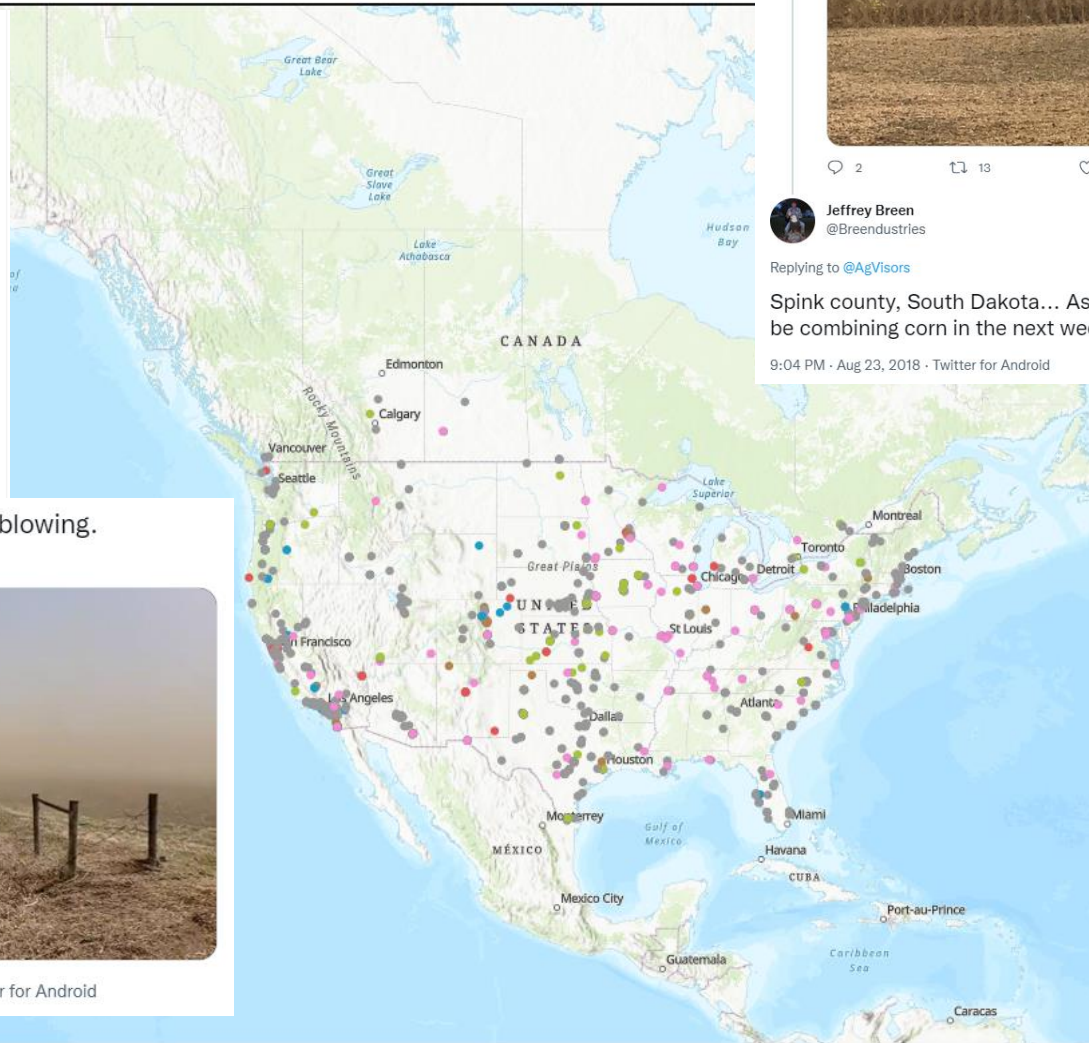 2
13
Jeffrey Breen
@Breendustries
Replying to @AgVisors
Spink county, South Dakota... As
be combining corn in the next
9:04 PM · Aug 23, 2018 · Twitter for Android
Great Bear
Lake
Great
Slave
Lake
Lake
Athabasca
Hudson
Bay
CANADA
Edmonton
Calgary
Rocky Mountains
Vancouver
Seattle
Lake
Superior
Montreal
Toronto
Great Plains
Chicago
Detroit
Boston
UNITED
STATES
St Louis
Philadelphia
Francisco
Los Angeles
Atlanta
Dallas
Houston
Monterrey
Miami
Gulf of
Mexico
MÉXICO
Havana
CUBA
Mexico City
Port-au-Prince
Guatemala
Caribbean
Sea
Caracas
blowing.
for Android